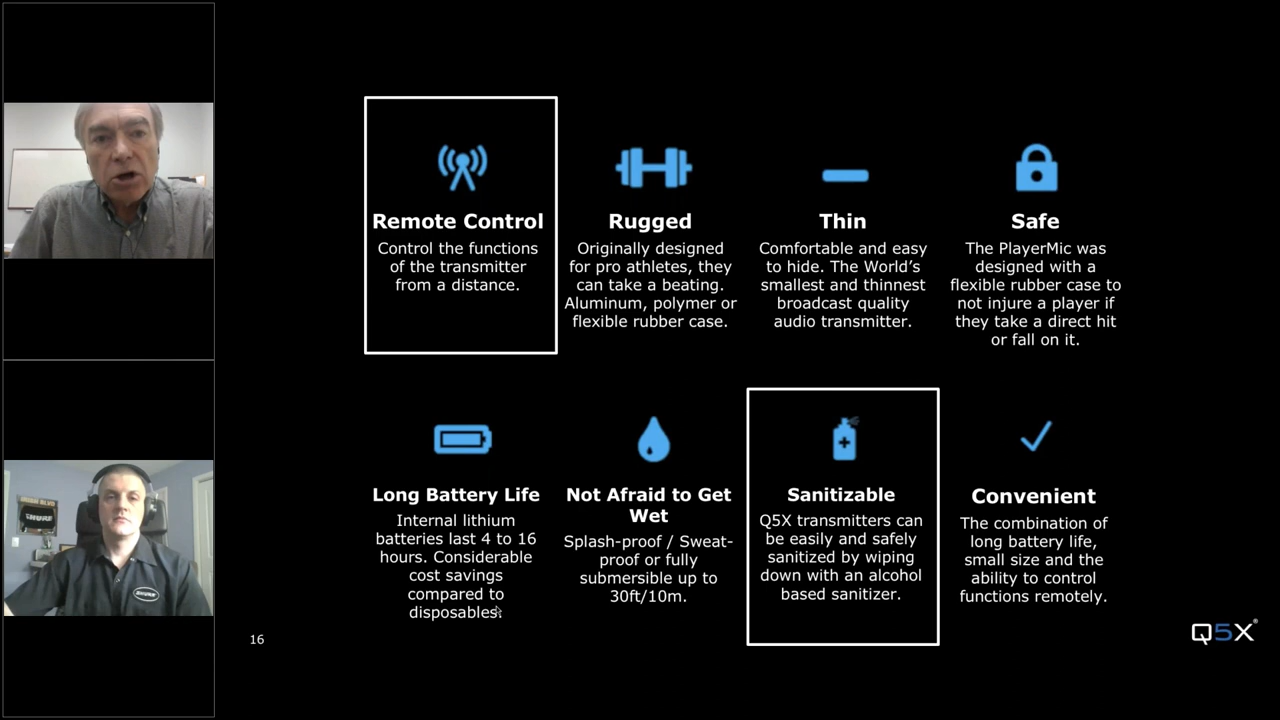 Remote Control
Control the functions
of the transmitter
from a distance.
Rugged
Originally designed
for pro athletes, they
can take a beating.
Aluminum, polymer or
flexible rubber case.
Thin
Comfortable and easy
to hide. The World's
smallest and thinnest
broadcast quality
audio transmitter.
Safe
The PlayerMic was
designed with a
flexible rubber case to
not injure a player if
they take a direct hit
or fall on it.
Long Battery Life
Internal lithium
batteries last 4 to 16
hours. Considerable
cost savings
compared to
disposables.
Not Afraid to Get
Wet
Splash-proof / Sweat-
proof or fully
submersible up to
30ft/10m.
Sanitizable
Q5X transmitters can
be easily and safely
sanitized by wiping
down with an alcohol
based sanitizer.
Convenient
The combination of
long battery life,
small size and the
ability to control
functions remotely.
16
Q5X®
SHURE
SHURE